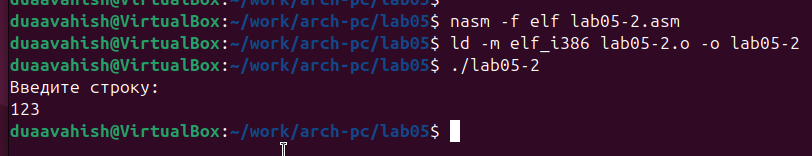 duaavahish@VirtualBox:~/work/arch-pc/lab05$ nasm -f elf lab05-2.asm
duaavahish@VirtualBox:~/work/arch-pc/lab05$ ld -m elf_i386 lab05-2.o -o lab05-2
duaavahish@VirtualBox:~/work/arch-pc/lab05$ ./lab05-2
Введите строку:
123
duaavahish@VirtualBox:~/work/arch-pc/lab05$